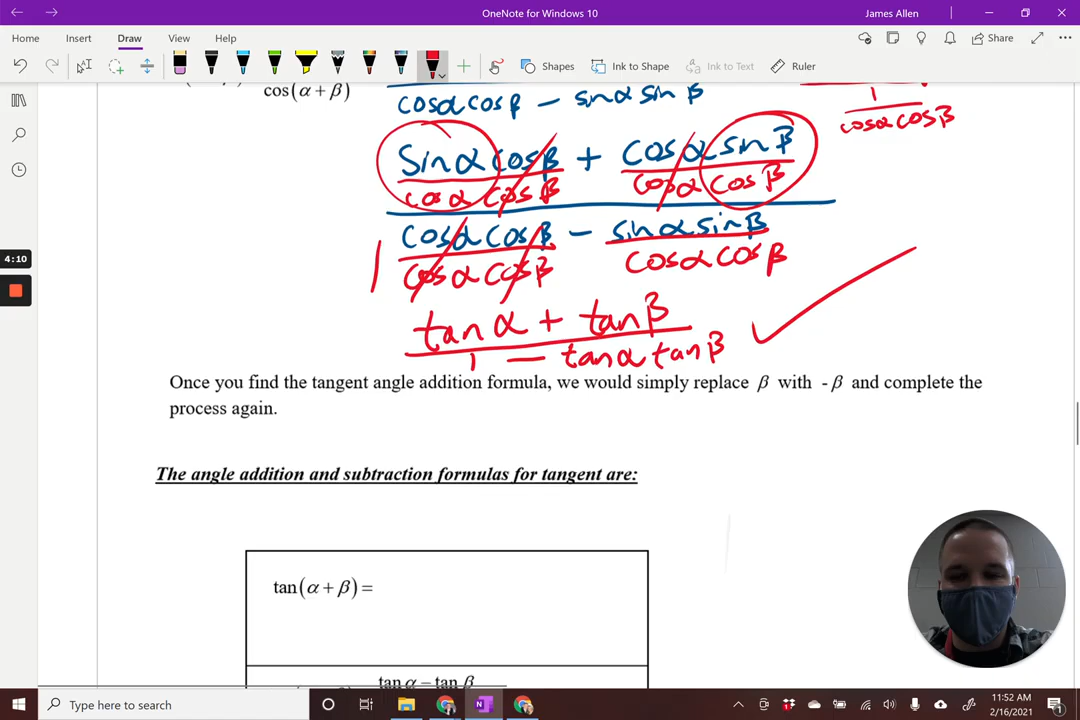 OneNote for Windows 10
James Allen
Home Insert Draw View Help
Share
Shapes Ink to Shape Ink to Text Ruler
cos(α + β)
cosα cosβ − sinα sinβ
1
cosα cosβ
sinα cosβ + cosα sinβ
cosα cosβ cosα cosβ
cosα cosβ − sinα sinβ
1 cosα cosβ cosα cosβ
tanα + tanβ
1 − tanα tanβ
4:10
Once you find the tangent angle addition formula, we would simply replace β with - β and complete the
process again.
The angle addition and subtraction formulas for tangent are:
tan(α + β) =
tan α − tan β
Type here to search
11:52 AM
2/16/2021